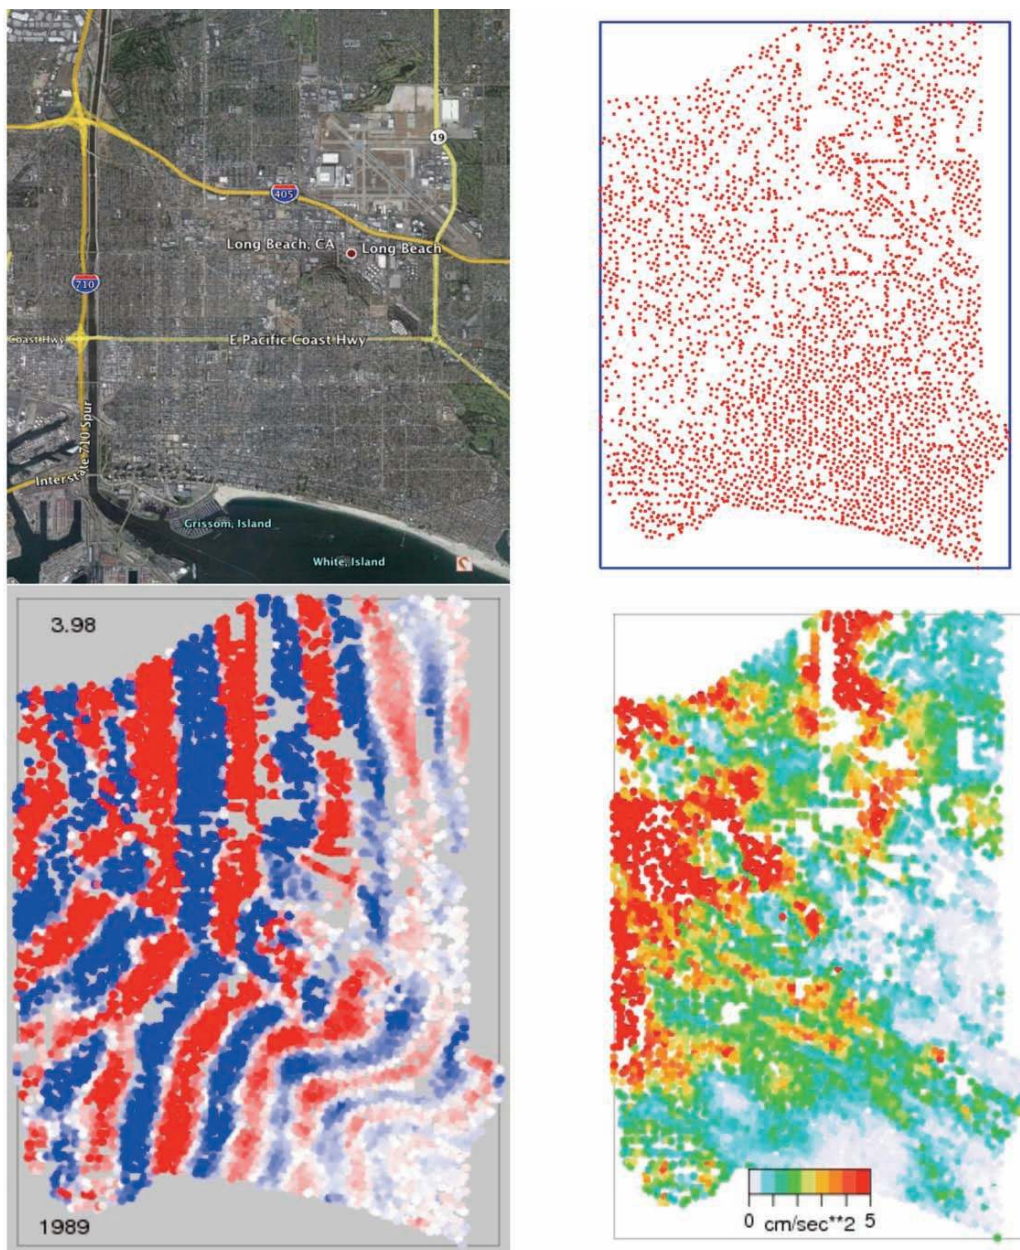 19
405
Long Beach, CA
Long Beach
710
Coast Hwy
E Pacific Coast Hwy
Interstate 710 Spur
Grissom, Island
White, Island
3.98
1989
0 cm/sec**2 5